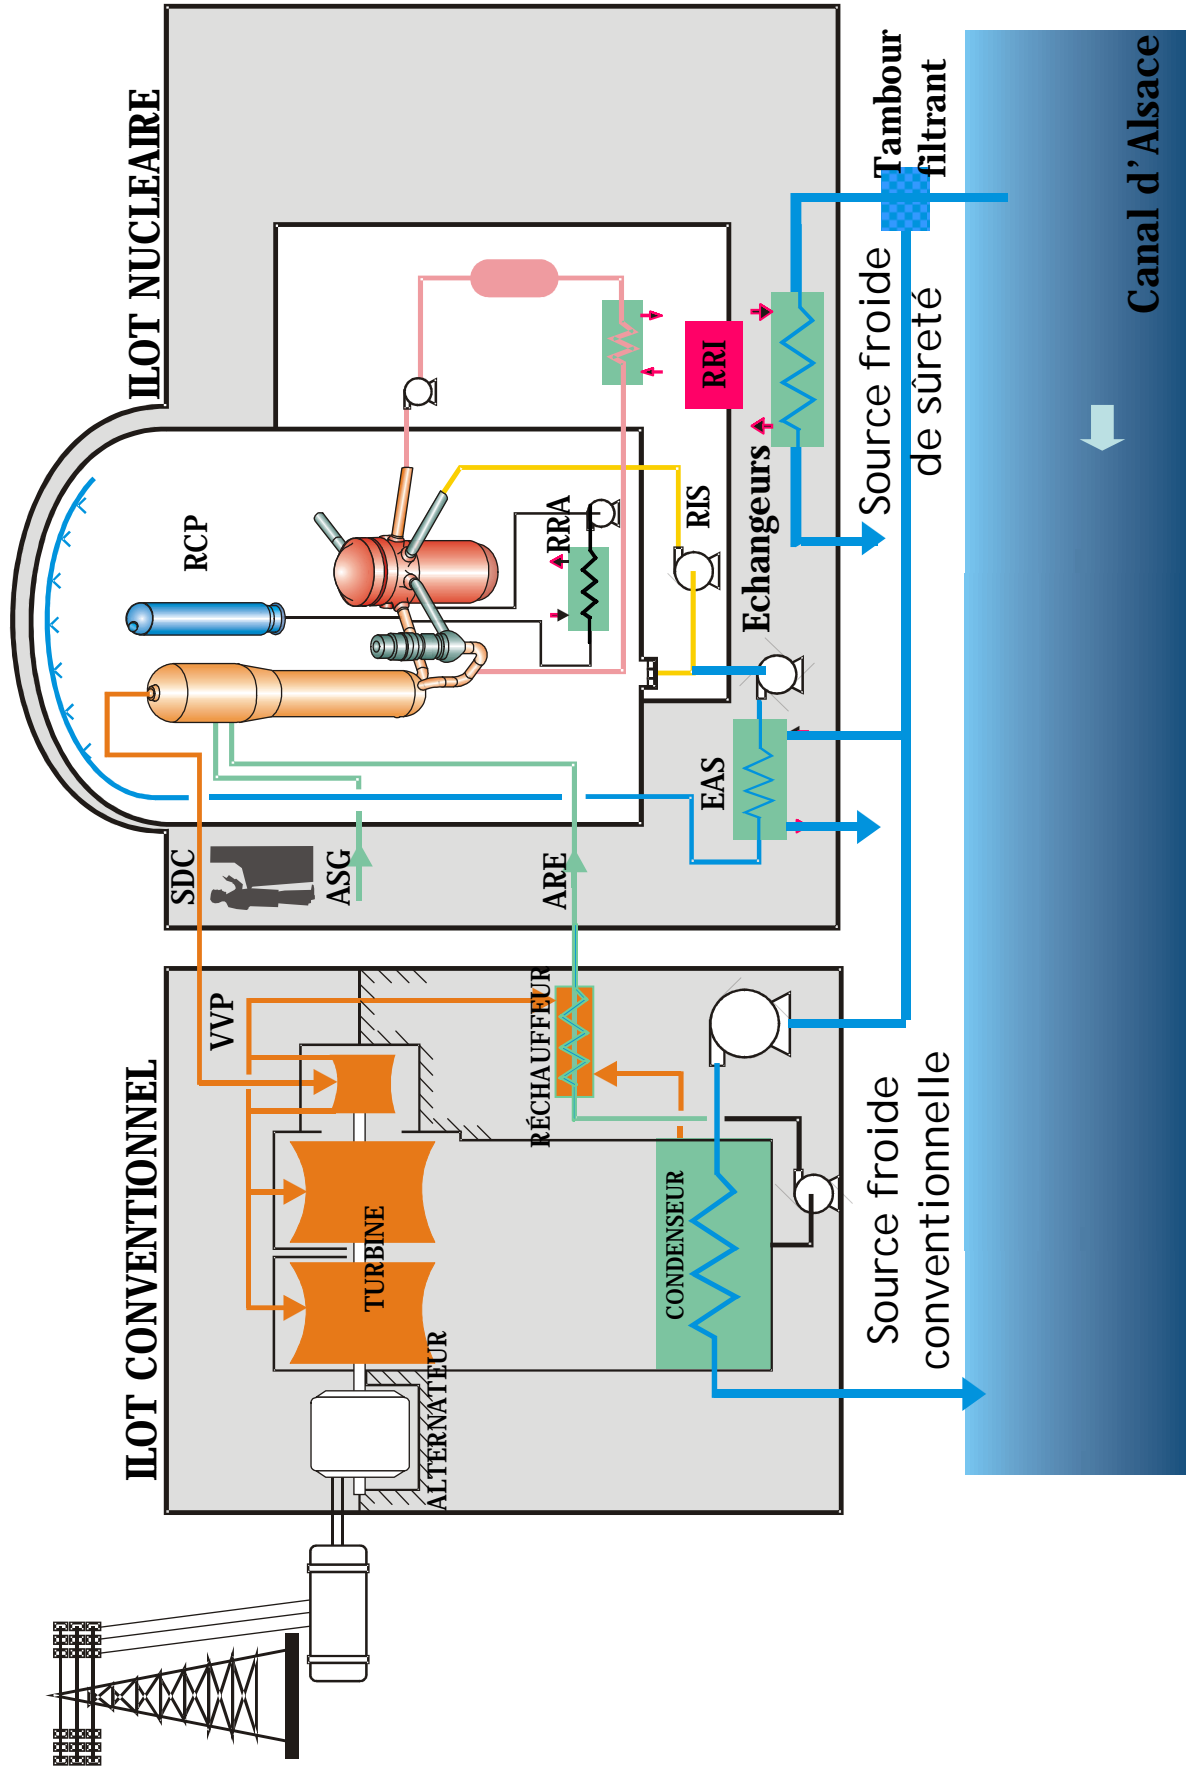 ILOT CONVENTIONNEL
ILOT NUCLEAIRE
SDC
VVP
RCP
ASG
TURBINE
ALTERNATEUR
ARE
RÉCHAUFFEUR
RRA
CONDENSEUR
RIS
EAS
RRI
Echangeurs
Source froide
conventionnelle
Source froide
de sûreté
Tambour
filtrant
Canal d'Alsace